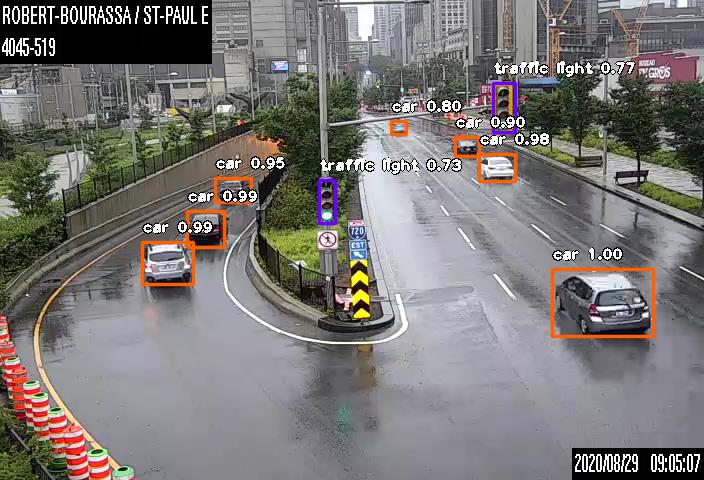 ROBERT-BOURASSA / ST-PAUL E
4045-519
traffic light 0.77
car 0.80
car 0.90
car 0.98
car 0.95
traffic light 0.73
car 0.99
car 0.99
car 1.00
BUREAU
EN GROS
720
EST
2020/08/29 09:05:07